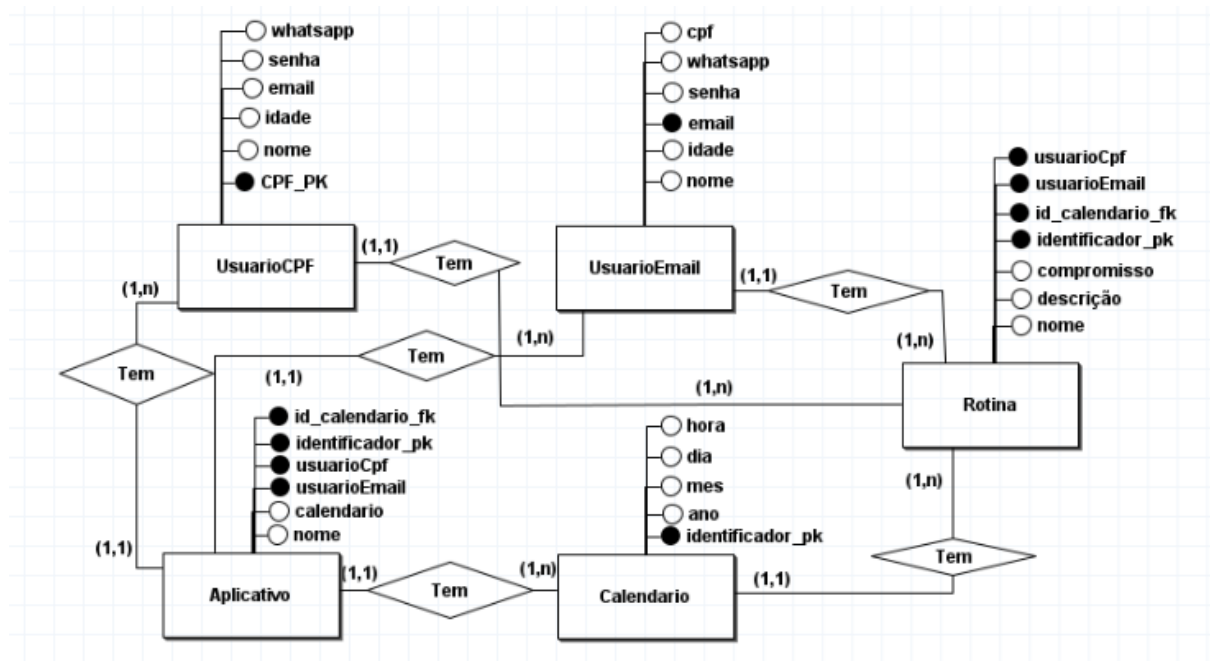 whatsapp
senha
email
idade
nome
CPF_PK
UsuarioCPF
cpf
whatsapp
senha
email
idade
nome
UsuarioEmail
usuarioCpf
usuarioEmail
id_calendario_fk
identificador_pk
compromisso
descrição
nome
Rotina
(1,1)
Tem
(1,n)
(1,1)
Tem
(1,n)
(1,n)
Tem
(1,1)
(1,n)
Tem
(1,1)
id_calendario_fk
identificador_pk
usuarioCpf
usuarioEmail
calendario
nome
Aplicativo
hora
dia
mes
ano
identificador_pk
Calendario
(1,1)
Tem
(1,n)
(1,n)
Tem
(1,1)